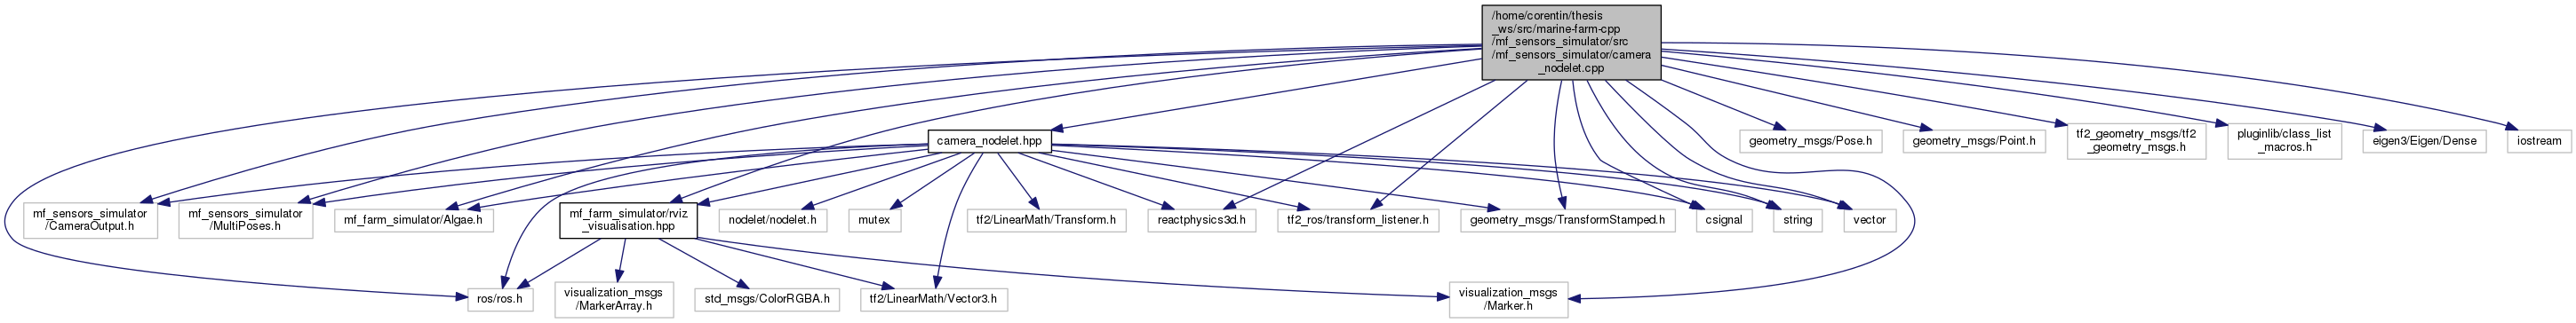 /home/corentin/thesis
_ws/src/marine-farm-cpp
/mf_sensors_simulator/src
/mf_sensors_simulator/camera
_nodelet.cpp
camera_nodelet.hpp
geometry_msgs/Pose.h
geometry_msgs/Point.h
tf2_geometry_msgs/tf2
_geometry_msgs.h
pluginlib/class_list
_macros.h
eigen3/Eigen/Dense
iostream
mf_sensors_simulator
/CameraOutput.h
mf_sensors_simulator
/MultiPoses.h
mf_farm_simulator/Algae.h
mf_farm_simulator/rviz
_visualisation.hpp
nodelet/nodelet.h
mutex
tf2/LinearMath/Transform.h
reactphysics3d.h
tf2_ros/transform_listener.h
geometry_msgs/TransformStamped.h
csignal
string
vector
ros/ros.h
visualization_msgs
/MarkerArray.h
std_msgs/ColorRGBA.h
tf2/LinearMath/Vector3.h
visualization_msgs
/Marker.h